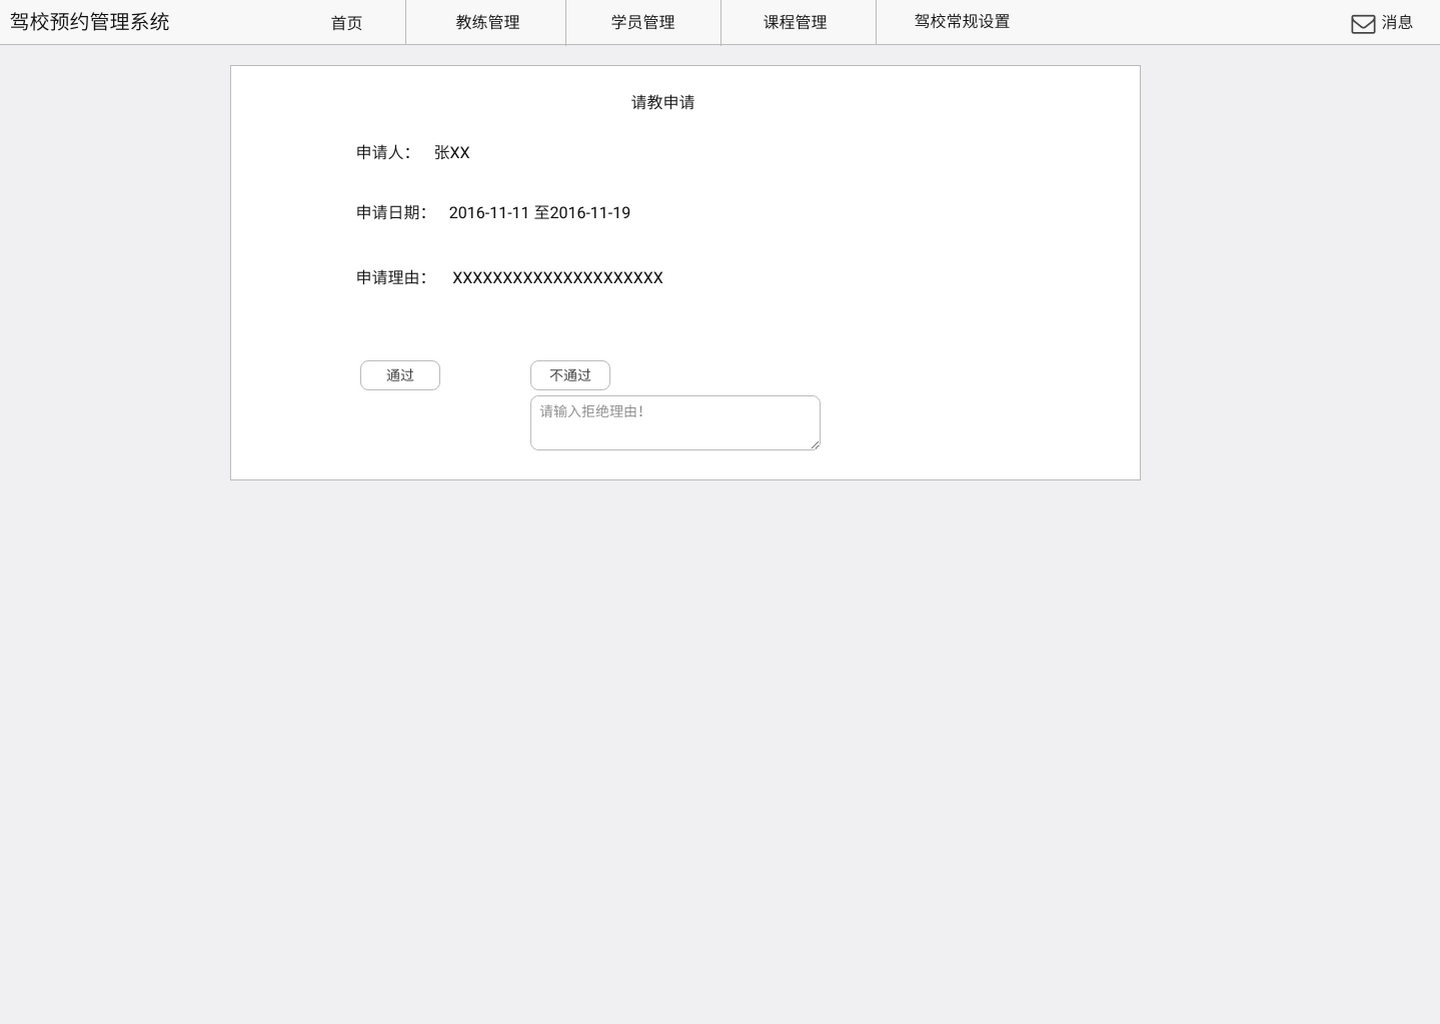 驾校预约管理系统 首页 教练管理 学员管理 课程管理 驾校常规设置 消息
请教申请
申请人： 张XX
申请日期： 2016-11-11 至2016-11-19
申请理由： XXXXXXXXXXXXXXXXXXXXX
通过 不通过
请输入拒绝理由！